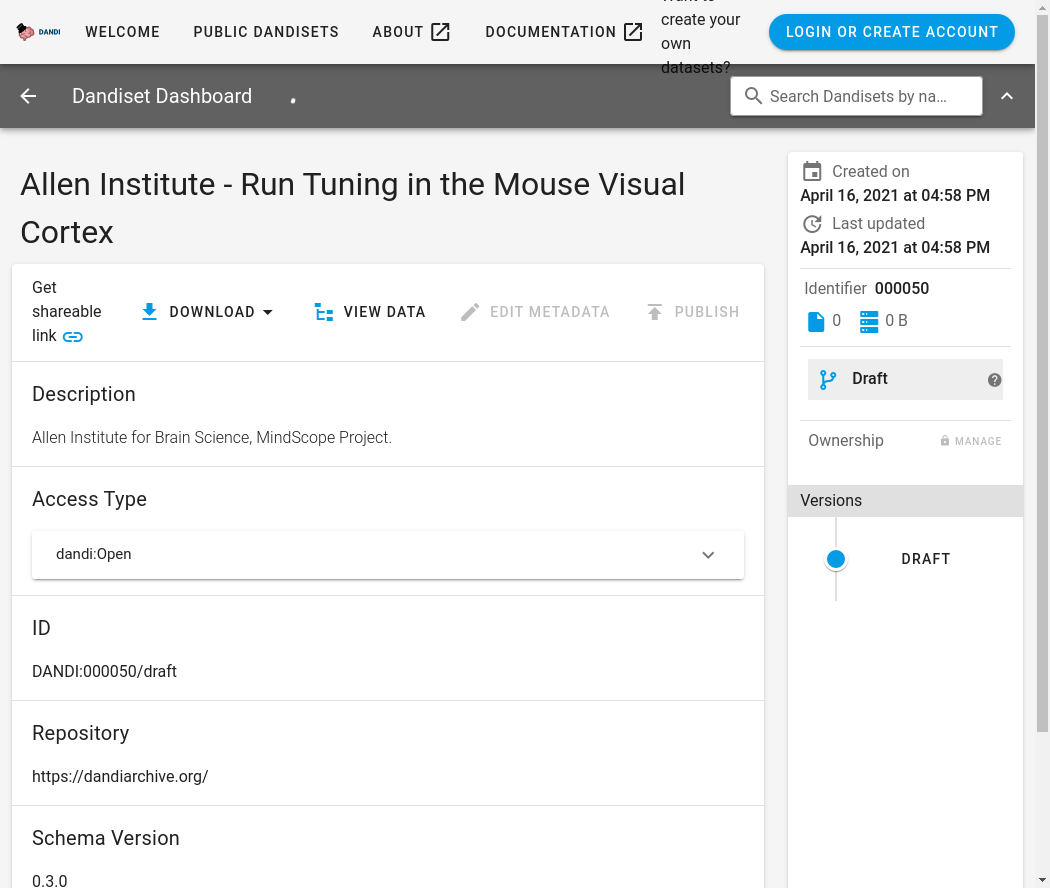 DANDI
WELCOME
PUBLIC DANDISETS
ABOUT
DOCUMENTATION
create your
own
datasets?
LOGIN OR CREATE ACCOUNT
Dandiset Dashboard
Search Dandisets by na…
Allen Institute - Run Tuning in the Mouse Visual
Cortex
Get
shareable
link
DOWNLOAD
VIEW DATA
EDIT METADATA
PUBLISH
Description
Allen Institute for Brain Science, MindScope Project.
Access Type
dandi:Open
ID
DANDI:000050/draft
Repository
https://dandiarchive.org/
Schema Version
0.3.0
Created on
April 16, 2021 at 04:58 PM
Last updated
April 16, 2021 at 04:58 PM
Identifier 000050
0
0 B
Draft
Ownership
MANAGE
Versions
DRAFT